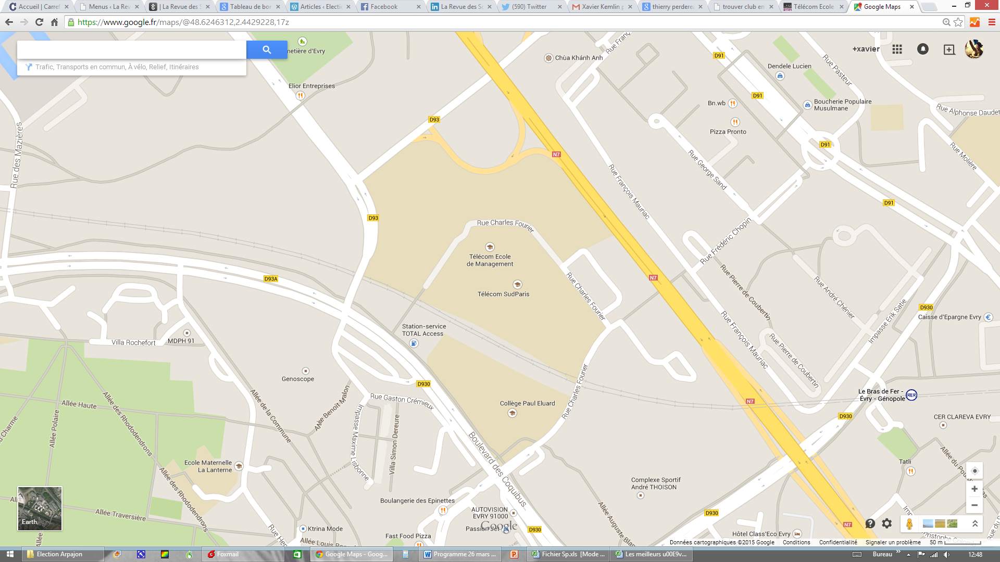 Accueil | Carref
Menus ‹ La Rev
| La Revue des S
Tableau de bor
Articles ‹ Electi
Facebook
La Revue des Sc
(590) Twitter
Xavier Kemlin p
thierry perderea
trouver club en
Télécom Ecole
Google Maps
https://www.google.fr/maps/@48.6246312,2.4429228,17z
Trafic, Transports en commun, À vélo, Relief, Itinéraires
+xavier
metière d'Evry
Elior Entreprises
Chùa Khánh Anh
Rue Franç
D91
Dendele Lucien
Rue Pasteur
D91
Bn.wb
Boucherie Populaire
Musulmane
Rue Alphonse Daudet
D93
Pizza Pronto
D91
Rue des Mazières
N7
Rue George Sand
Rue Molière
Rue François Mauriac
D91
D93
Rue Charles Fourier
Rue Frédéric Chopin
Télécom Ecole
de Management
D93A
N7
Rue Pierre de Coubertin
Rue André Chénier
Télécom SudParis
Rue Charles Fourier
D930
Impasse Erik Satie
Caisse d'Epargne Evry
Station-service
TOTAL Access
Rue François Mauriac
Villa Rochefort
MDPH 91
Rue Pierre de Coubertin
Genoscope
D930
Rue Charles Fourier
Le Bras de Fer -
Évry - Génopole
RER
Allée Haute
Allée des Rhododendrons
Allée de la Commune
Allée Benoît Malon
Rue Gaston Crémieux
Collège Paul Eluard
N7
D930
CER CLAREVA EVRY
u Charme
Allée Polaire
Impasse Maxime Lisbonne
Villa Simon Dereure
Boulevard des Coquibus
Ecole Maternelle
La Lanterne
Tatli
Allée du Pou
Allée des Rhododendrons
Complexe Sportif
André THOISON
Boulangerie des Epinettes
AUTOVISION
EVRY 91000
Allée Traversière
Allée Auguste Blan
D930
Earth
Ktrina Mode
Rue He
Google
D930
N7
Fast Food Pizza
Hôtel Class'Eco Evry
Christophe Colomb
Rue du
Données cartographiques ©2015 Google
Conditions
Confidentialité
Signaler un problème
50 m
Election Arpajon
Foxmail
Google Maps - Goog...
Programme 26 mars ...
Fichier Sp.xls [Mode ...
Les meilleurs u00E9v...
Bureau
12:48